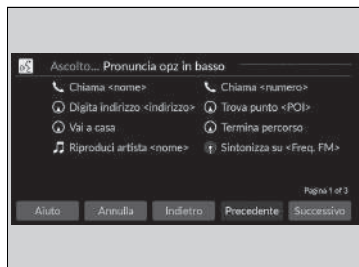 Ascolto... Pronuncia opz in basso
Chiama <nome> Chiama <numero>
Digita indirizzo <indirizzo> Trova punto <POI>
Vai a casa Termina percorso
Riproduci artista <nome> Sintonizza su <Freq. FM>
Pagina 1 of 3
Aiuto Annulla Indietro Precedente Successivo